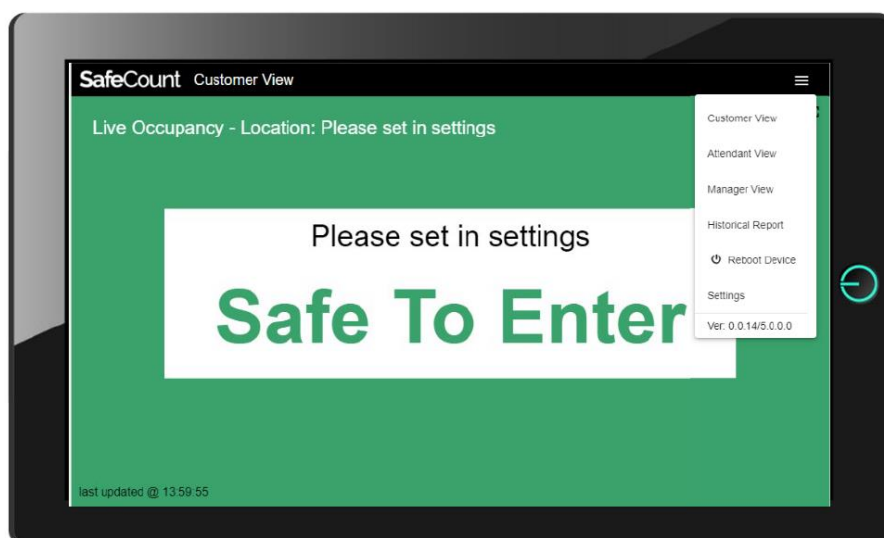 SafeCount Customer View
Live Occupancy - Location: Please set in settings
Please set in settings
Safe To Enter
Customer View
Attendant View
Manager View
Historical Report
Reboot Device
Settings
Ver: 0.0.14/5.0.0.0
last updated @ 13:59:55